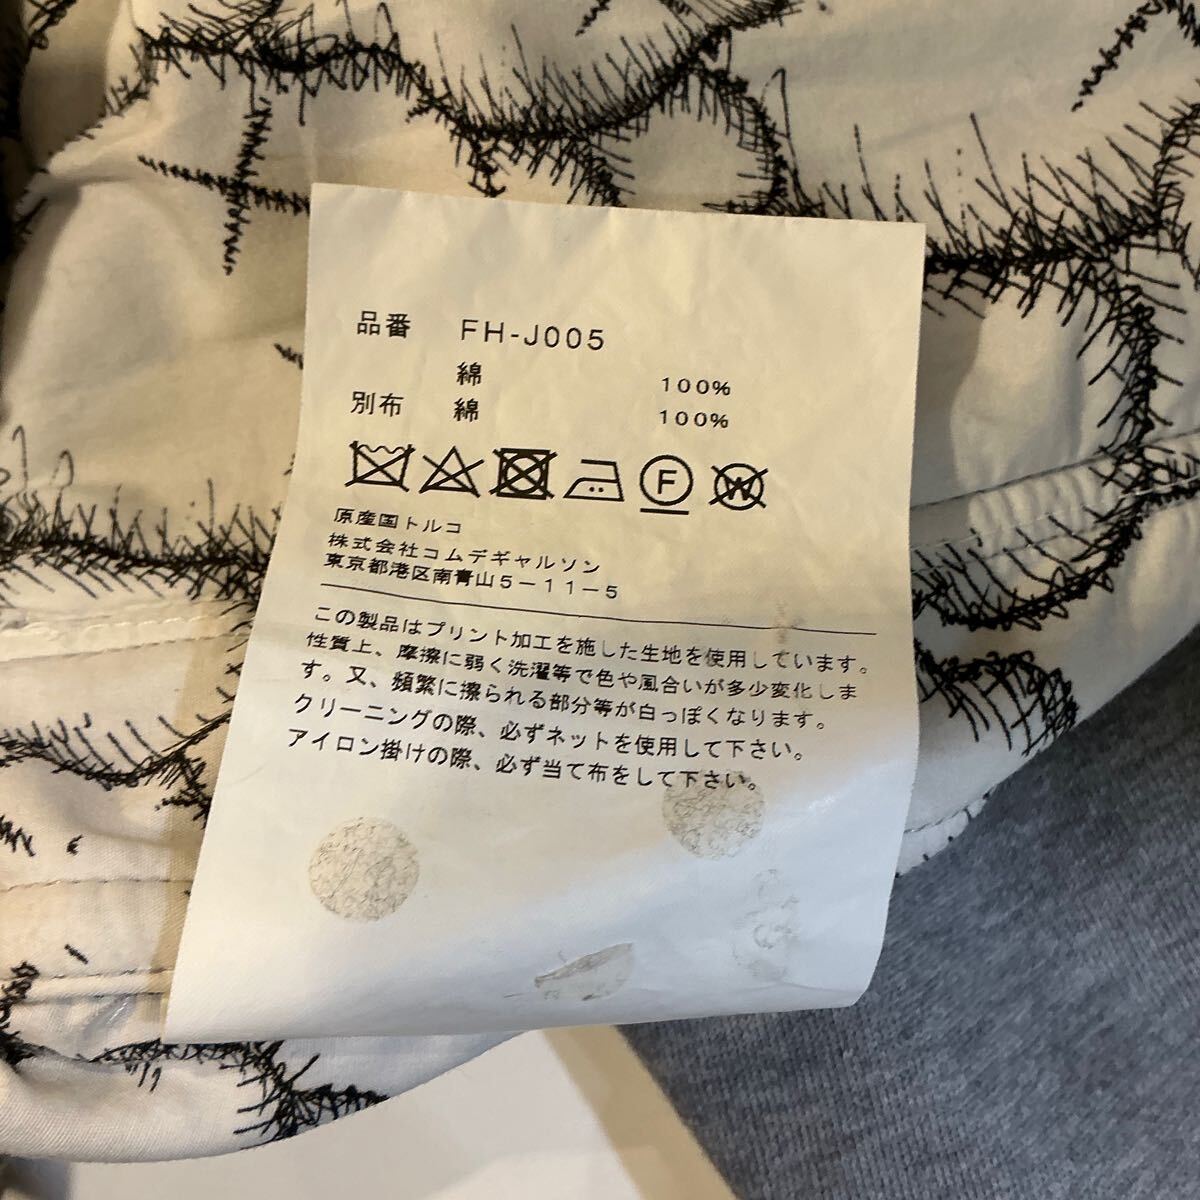 品番 FH-J005
綿 100%
別布 綿 100%
F W
原産国トルコ
株式会社コムデギャルソン
東京都港区南青山5-11-5
この製品はプリント加工を施した生地を使用しています。
性質上、摩擦に弱く洗濯等で色や風合いが多少変化しま
す。又、頻繁に擦られる部分等が白っぽくなります。
クリーニングの際、必ずネットを使用して下さい。
アイロン掛けの際、必ず当て布をして下さい。